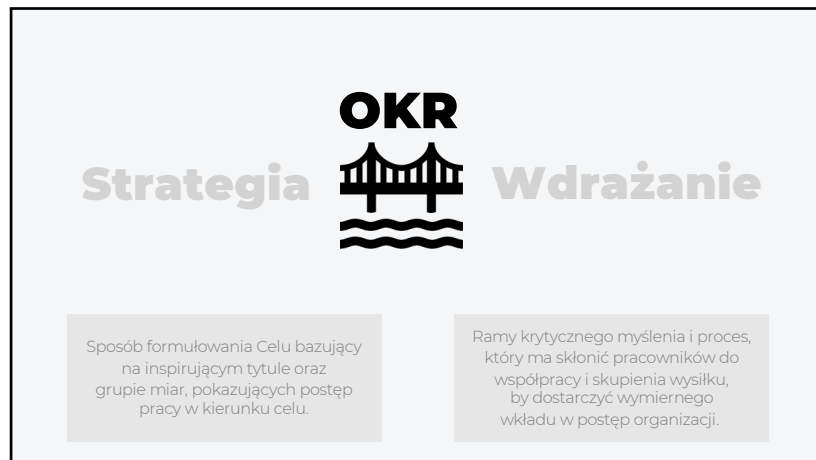 OKR
Strategia
Wdrażanie
Sposób formułowania Celu bazujący
na inspirującym tytule oraz
grupie miar, pokazujących postęp
pracy w kierunku celu.
Ramy krytycznego myślenia i proces,
który ma skłonić pracowników do
współpracy i skupienia wysiłku,
by dostarczyć wymiernego
wkładu w postęp organizacji.